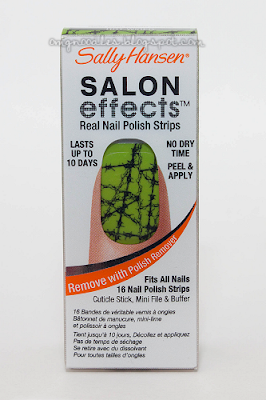 Sally Hansen®
SALON
effects™
Real Nail Polish Strips
LASTS
UP TO
10 DAYS
NO DRY
TIME
PEEL &
APPLY
Remove with Polish Remover
Fits All Nails
16 Nail Polish Strips
Cuticle Stick, Mini File & Buffer
16 Bandes de véritable vernis à ongles
Bâtonnet de manucure, mini-lime
et polissoir à ongles
Tient jusqu'à 10 jours, Décollez et appliquez
Pas de temps de séchage
Se retire avec du dissolvant
Pour toutes tailles d'ongles